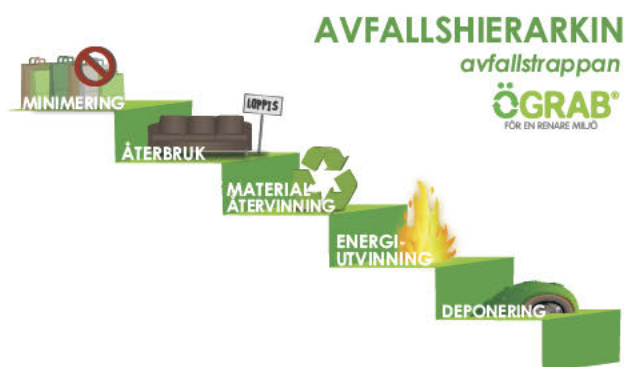 AVFALLSHIERARKIN
avfallstrappan
ÖGRAB®
FÖR EN RENARE MILJÖ
MINIMERING
LOPPIS
ÅTERBRUK
MATERIAL-
ÅTERVINNING
ENERGI-
UTVINNING
DEPONERING